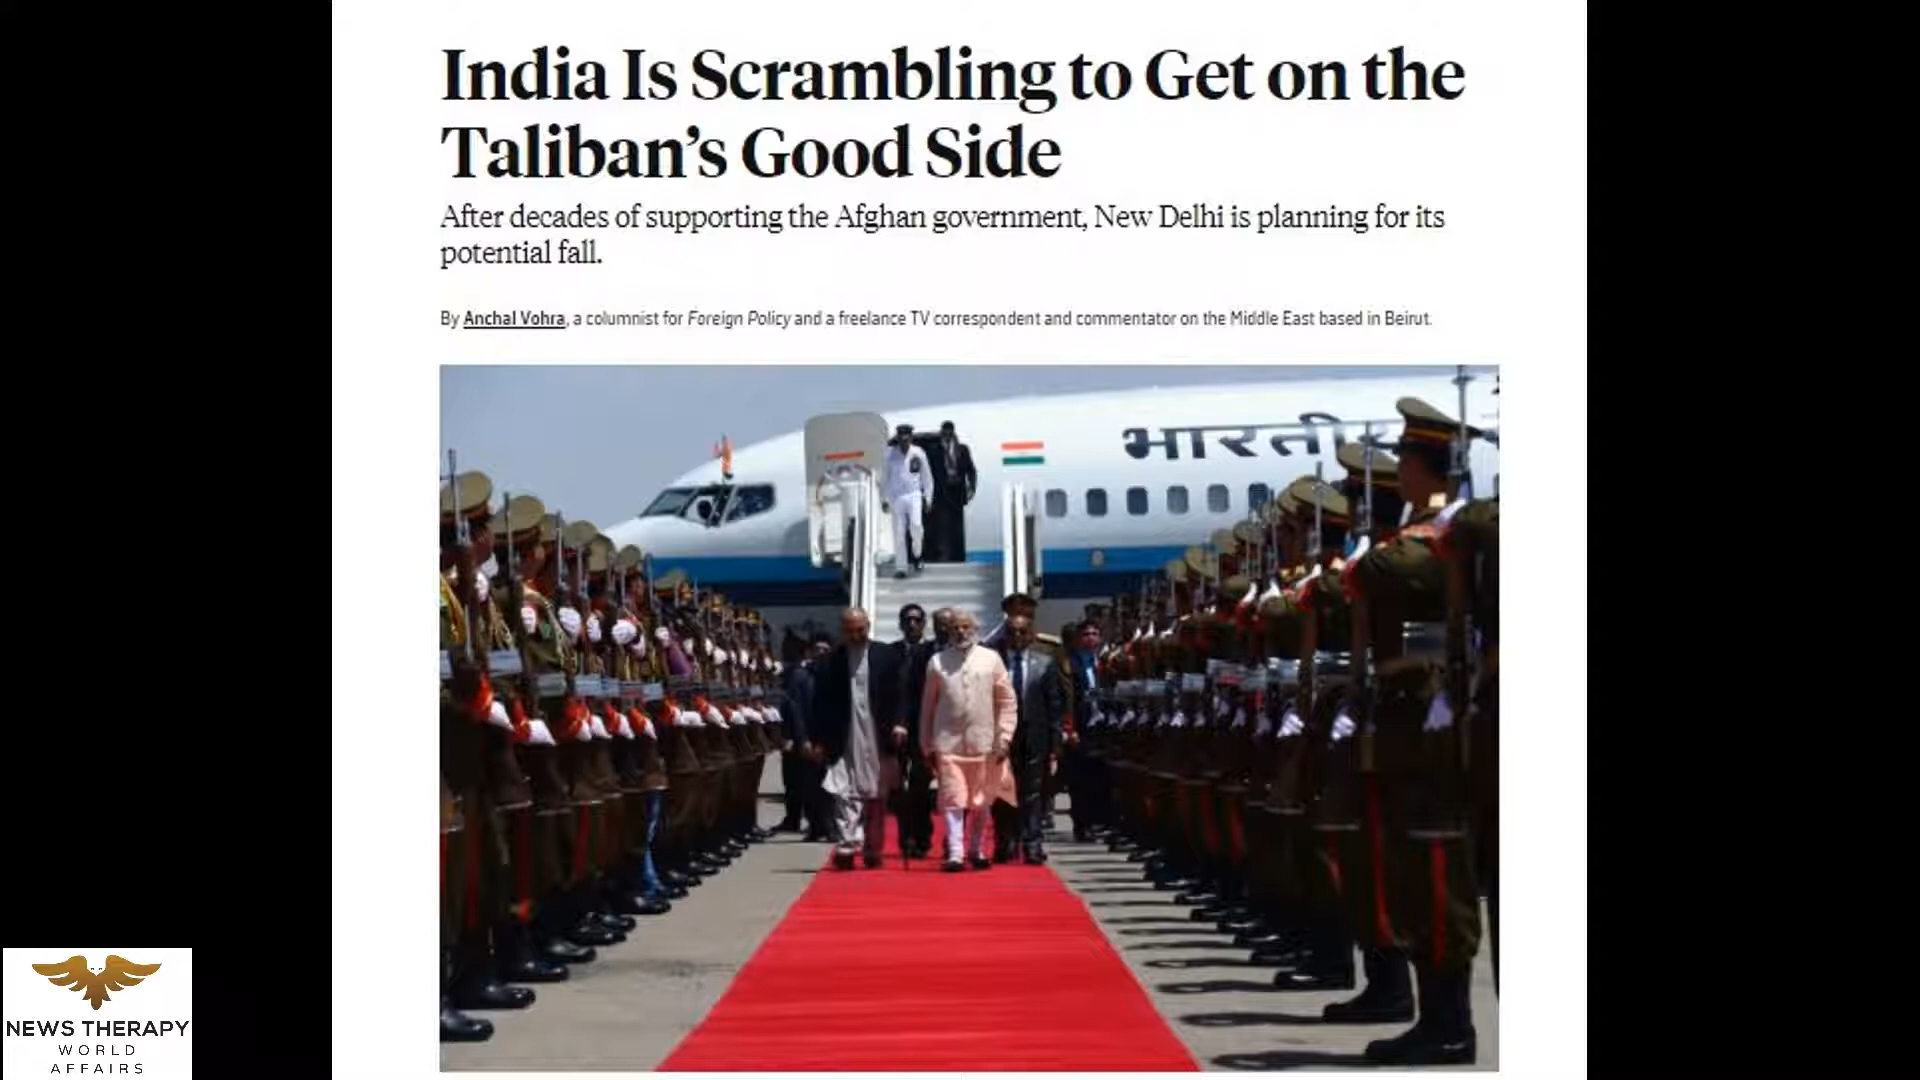 India Is Scrambling to Get on the
Taliban’s Good Side
After decades of supporting the Afghan government, New Delhi is planning for its
potential fall.
By Anchal Vohra, a columnist for Foreign Policy and a freelance TV correspondent and commentator on the Middle East based in Beirut.
भारतीय
NEWS THERAPY
WORLD
AFFAIRS